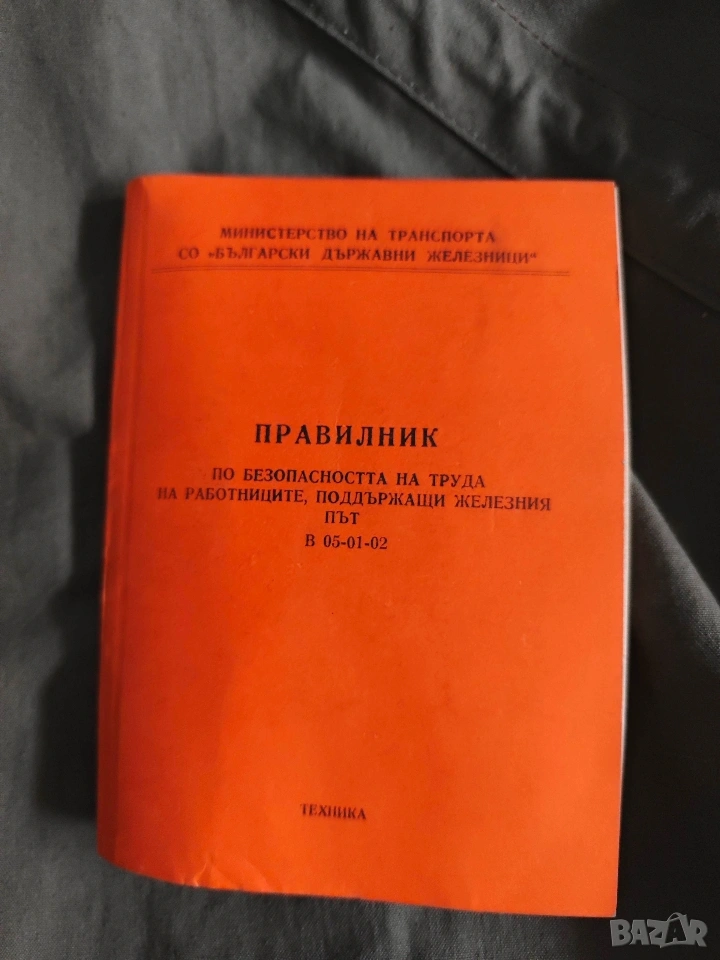 МИНИСТЕРСТВО НА ТРАНСПОРТА
СО „БЪЛГАРСКИ ДЪРЖАВНИ ЖЕЛЕЗНИЦИ“
ПРАВИЛНИК
ПО БЕЗОПАСНОСТТА НА ТРУДА
НА РАБОТНИЦИТЕ, ПОДДЪРЖАЩИ ЖЕЛЕЗНИЯ
ПЪТ
В 05-01-02
ТЕХНИКА
BAZAR